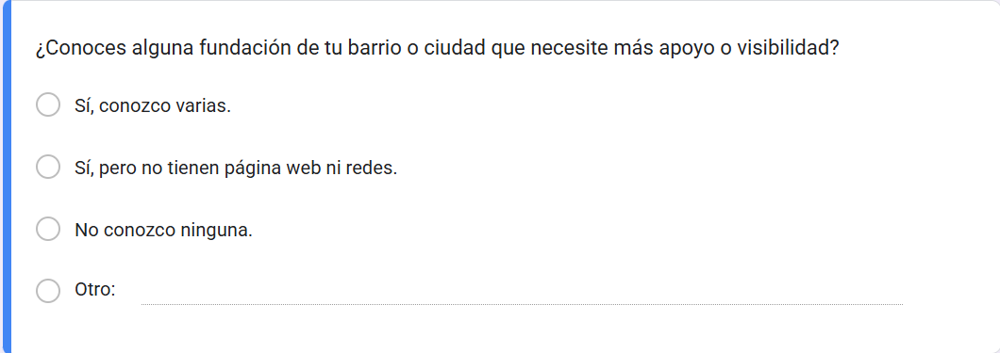 ¿Conoces alguna fundación de tu barrio o ciudad que necesite más apoyo o visibilidad?
Sí, conozco varias.
Sí, pero no tienen página web ni redes.
No conozco ninguna.
Otro: